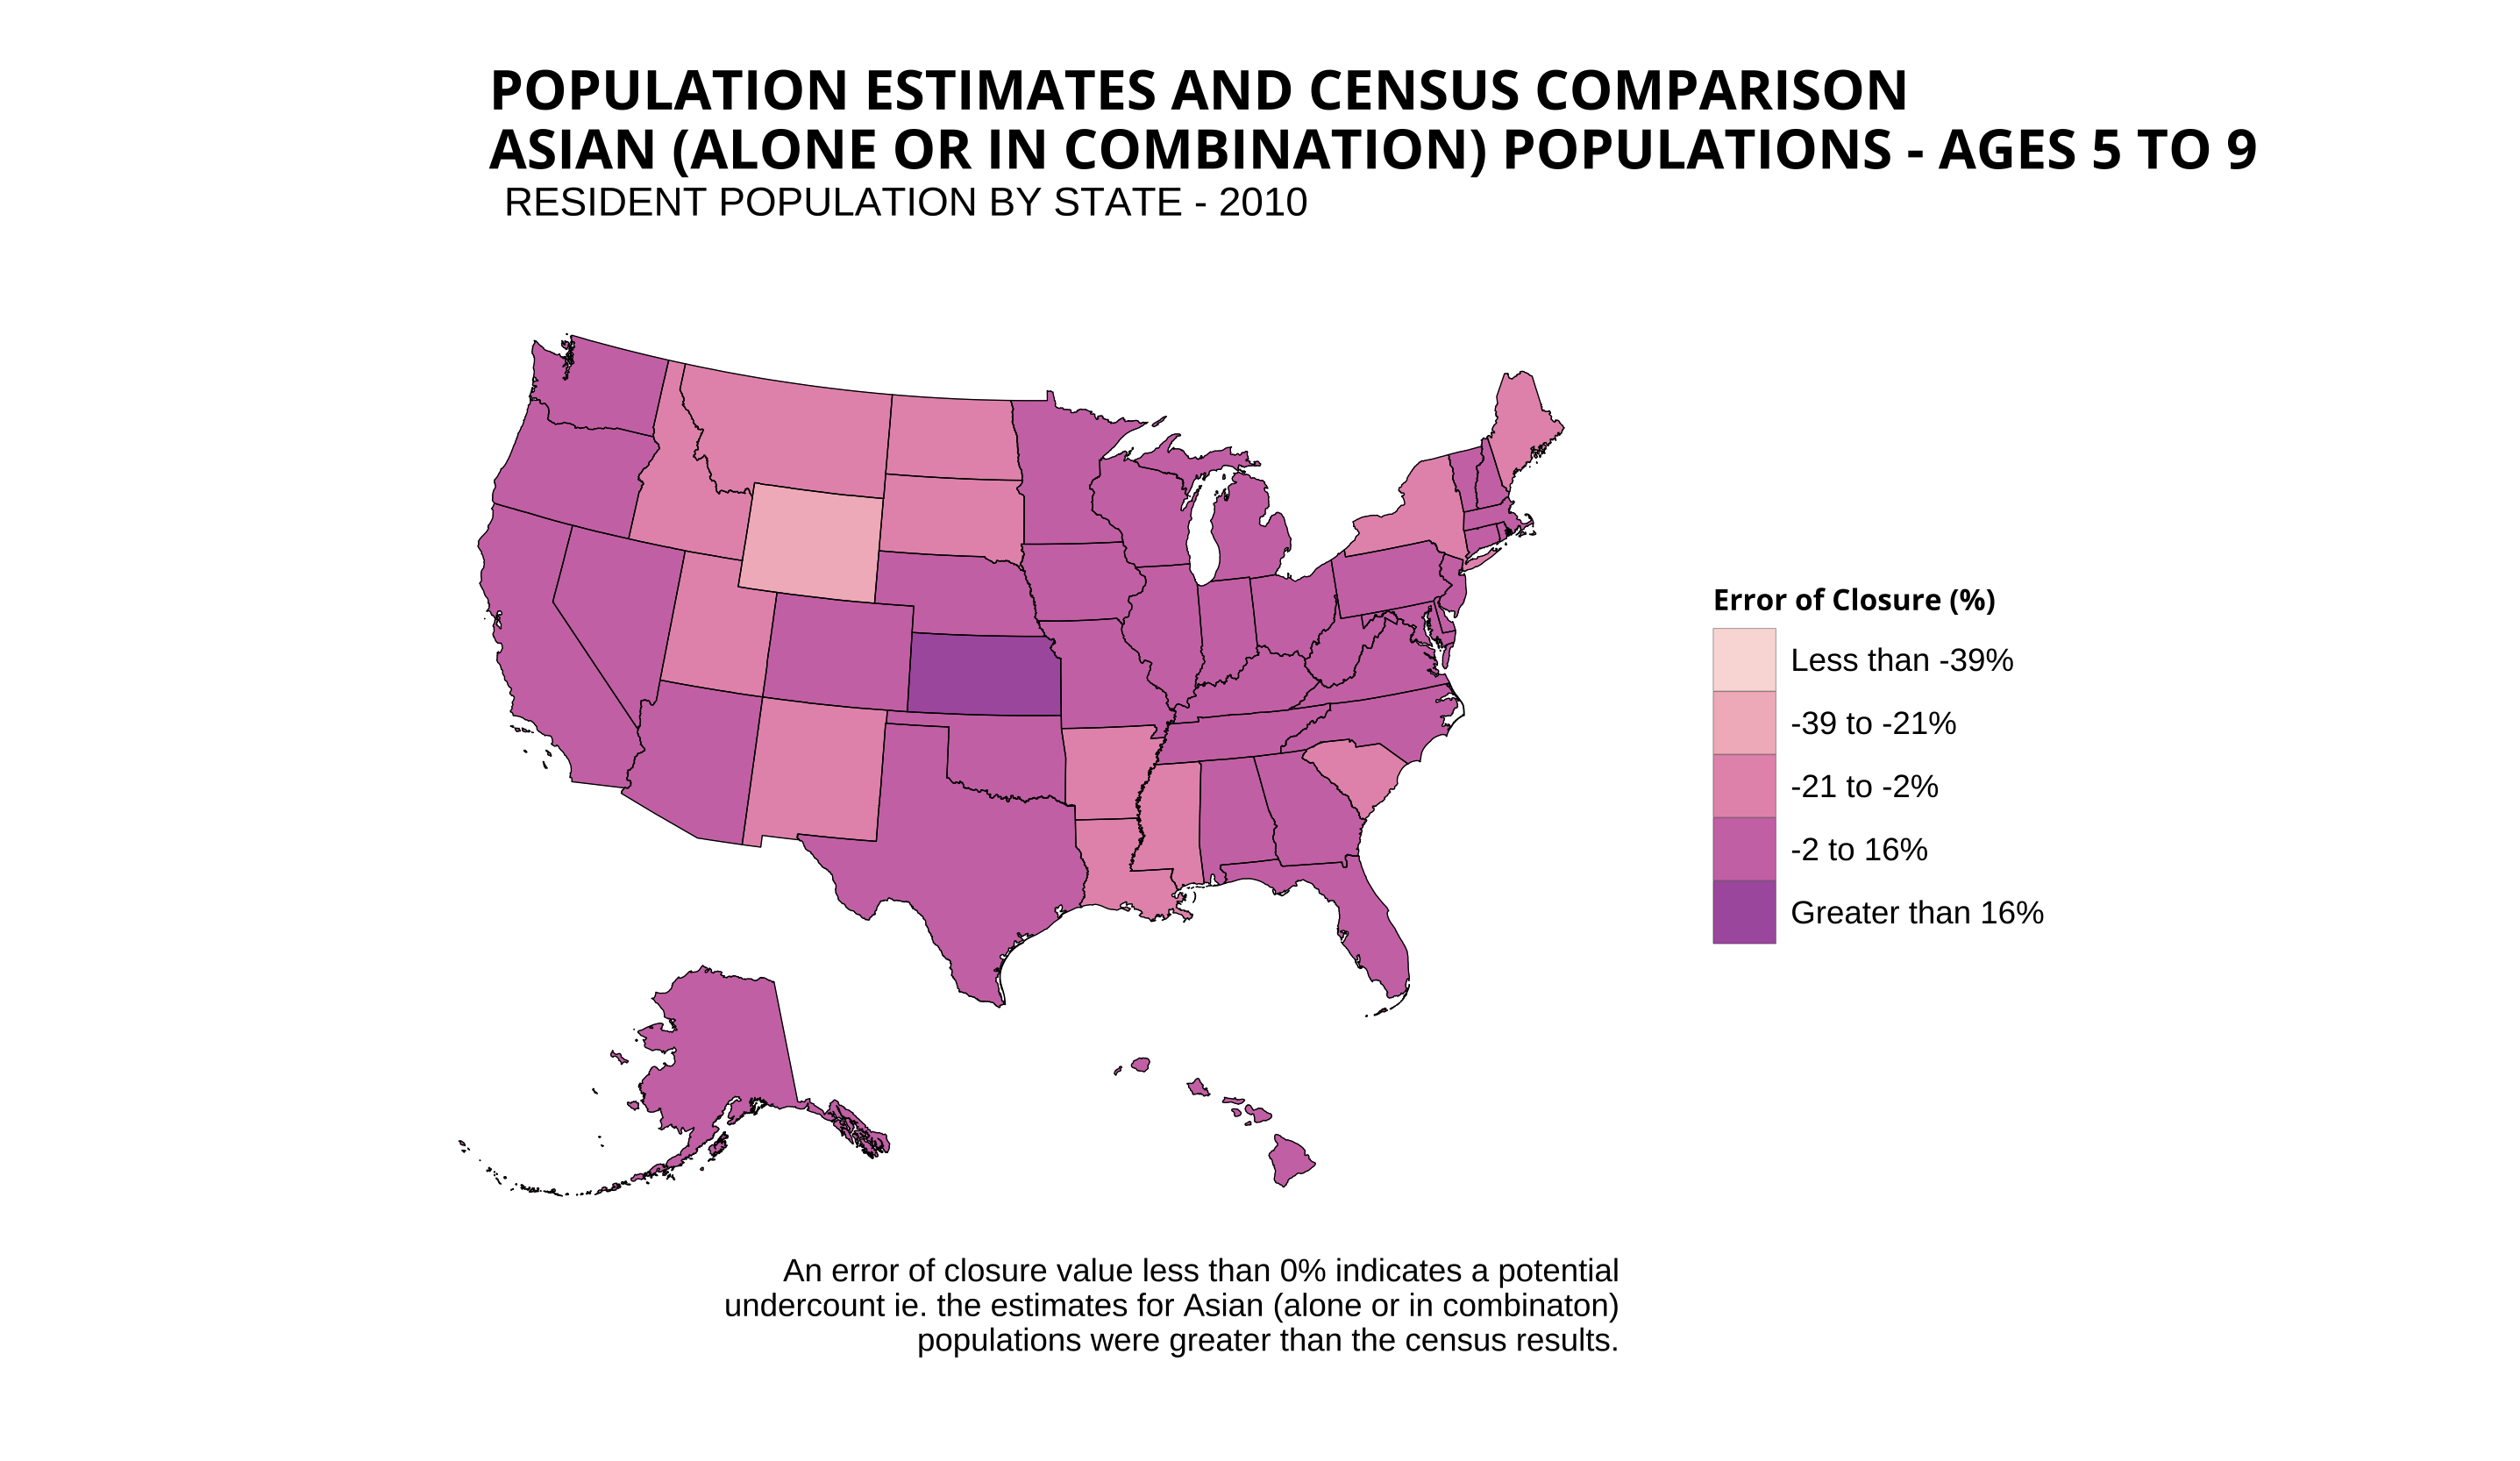 POPULATION ESTIMATES AND CENSUS COMPARISON
ASIAN (ALONE OR IN COMBINATION) POPULATIONS - AGES 5 TO 9
RESIDENT POPULATION BY STATE - 2010
Error of Closure (%)
Less than -39%
-39 to -21%
-21 to -2%
-2 to 16%
Greater than 16%
An error of closure value less than 0% indicates a potential
undercount ie. the estimates for Asian (alone or in combinaton)
populations were greater than the census results.